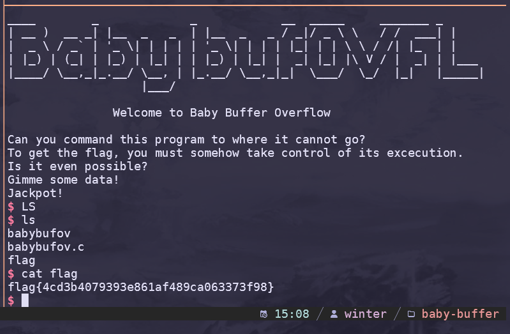 BabybufOVFL
Welcome to Baby Buffer Overflow
Can you command this program to where it cannot go?
To get the flag, you must somehow take control of its excecution.
Is it even possible?
Gimme some data!
Jackpot!
$ LS
$ ls
babybufov
babybufov.c
flag
$ cat flag
flag{4cd3b4079393e861af489ca063373f98}
$
15:08 / winter / baby-buffer